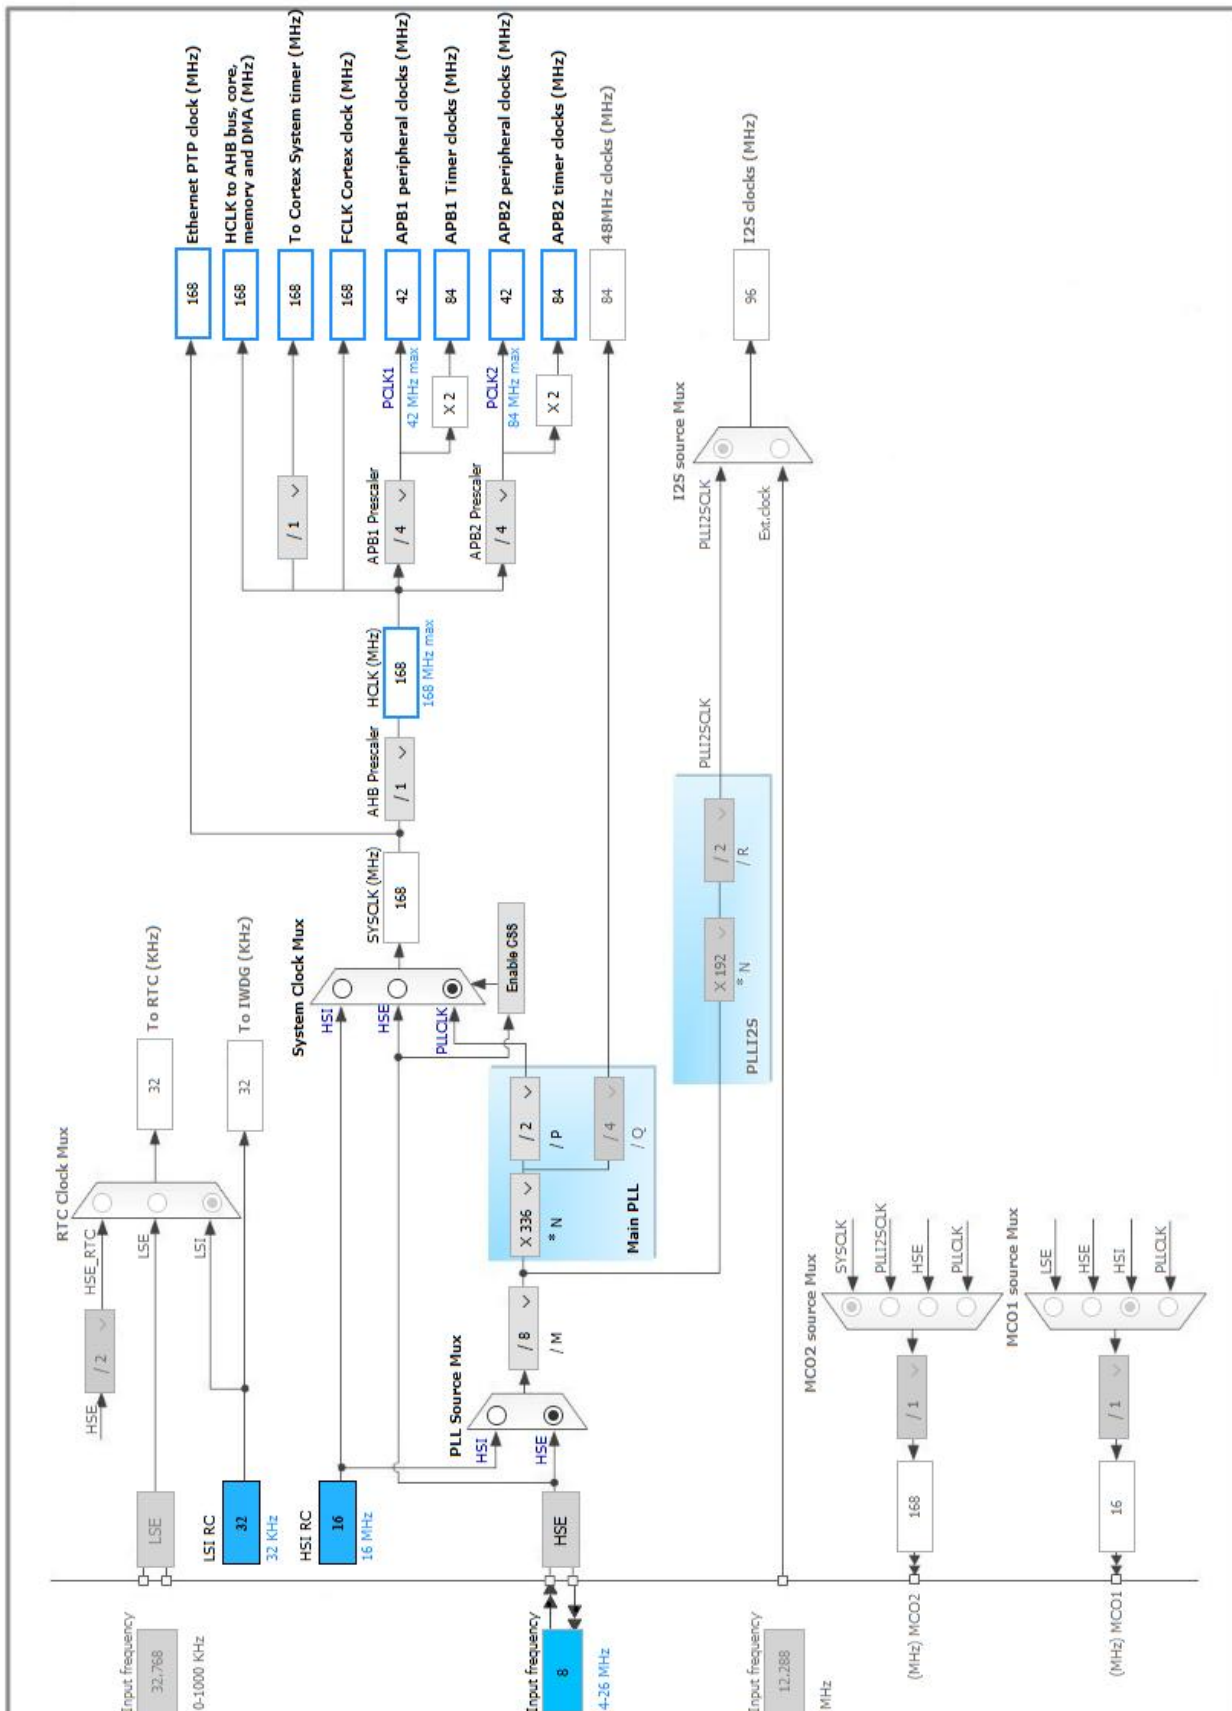 Input frequency
32.768
0-1000 KHz
LSE
LSI RC
32
32 KHz
HSE
/ 2
HSE_RTC
LSE
LSI
RTC Clock Mux
32
To RTC (KHz)
32
To IWDG (KHz)
HSI RC
16
16 MHz
Input frequency
8
4-26 MHz
HSE
PLL Source Mux
HSI
HSE
/ 8
/ M
X 336
* N
/ 2
/ P
/ 4
/ Q
Main PLL
System Clock Mux
HSI
HSE
PLLCLK
Enable CSS
SYSCLK (MHz)
168
AHB Prescaler
/ 1
HCLK (MHz)
168
168 MHz max
/ 1
APB1 Prescaler
/ 4
PCLK1
42 MHz max
X 2
APB2 Prescaler
/ 4
PCLK2
84 MHz max
X 2
168
Ethernet PTP clock (MHz)
168
HCLK to AHB bus, core,
memory and DMA (MHz)
168
To Cortex System timer (MHz)
168
FCLK Cortex clock (MHz)
42
APB1 peripheral clocks (MHz)
84
APB1 Timer clocks (MHz)
42
APB2 peripheral clocks (MHz)
84
APB2 timer clocks (MHz)
84
48MHz clocks (MHz)
PLLI2S
X 192
* N
/ 2
/ R
PLLI2SCLK
PLLI2SCLK
Ext.clock
I2S source Mux
96
I2S clocks (MHz)
Input frequency
12.288
MHz
(MHz) MCO2
168
/ 1
MCO2 source Mux
SYSCLK
PLLI2SCLK
HSE
PLLCLK
(MHz) MCO1
16
/ 1
MCO1 source Mux
LSE
HSE
HSI
PLLCLK